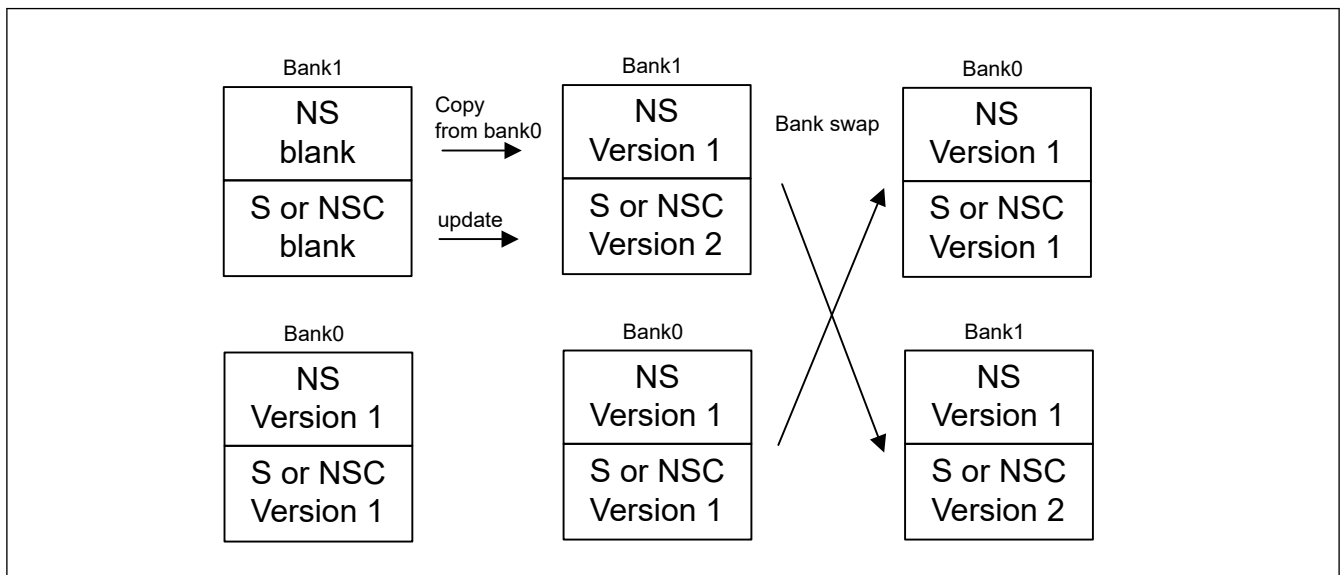 Bank1
NS
blank
S or NSC
blank
Copy
from bank0
update
Bank1
NS
Version 1
S or NSC
Version 2
Bank swap
Bank0
NS
Version 1
S or NSC
Version 1
Bank0
NS
Version 1
S or NSC
Version 1
Bank0
NS
Version 1
S or NSC
Version 1
Bank1
NS
Version 1
S or NSC
Version 2